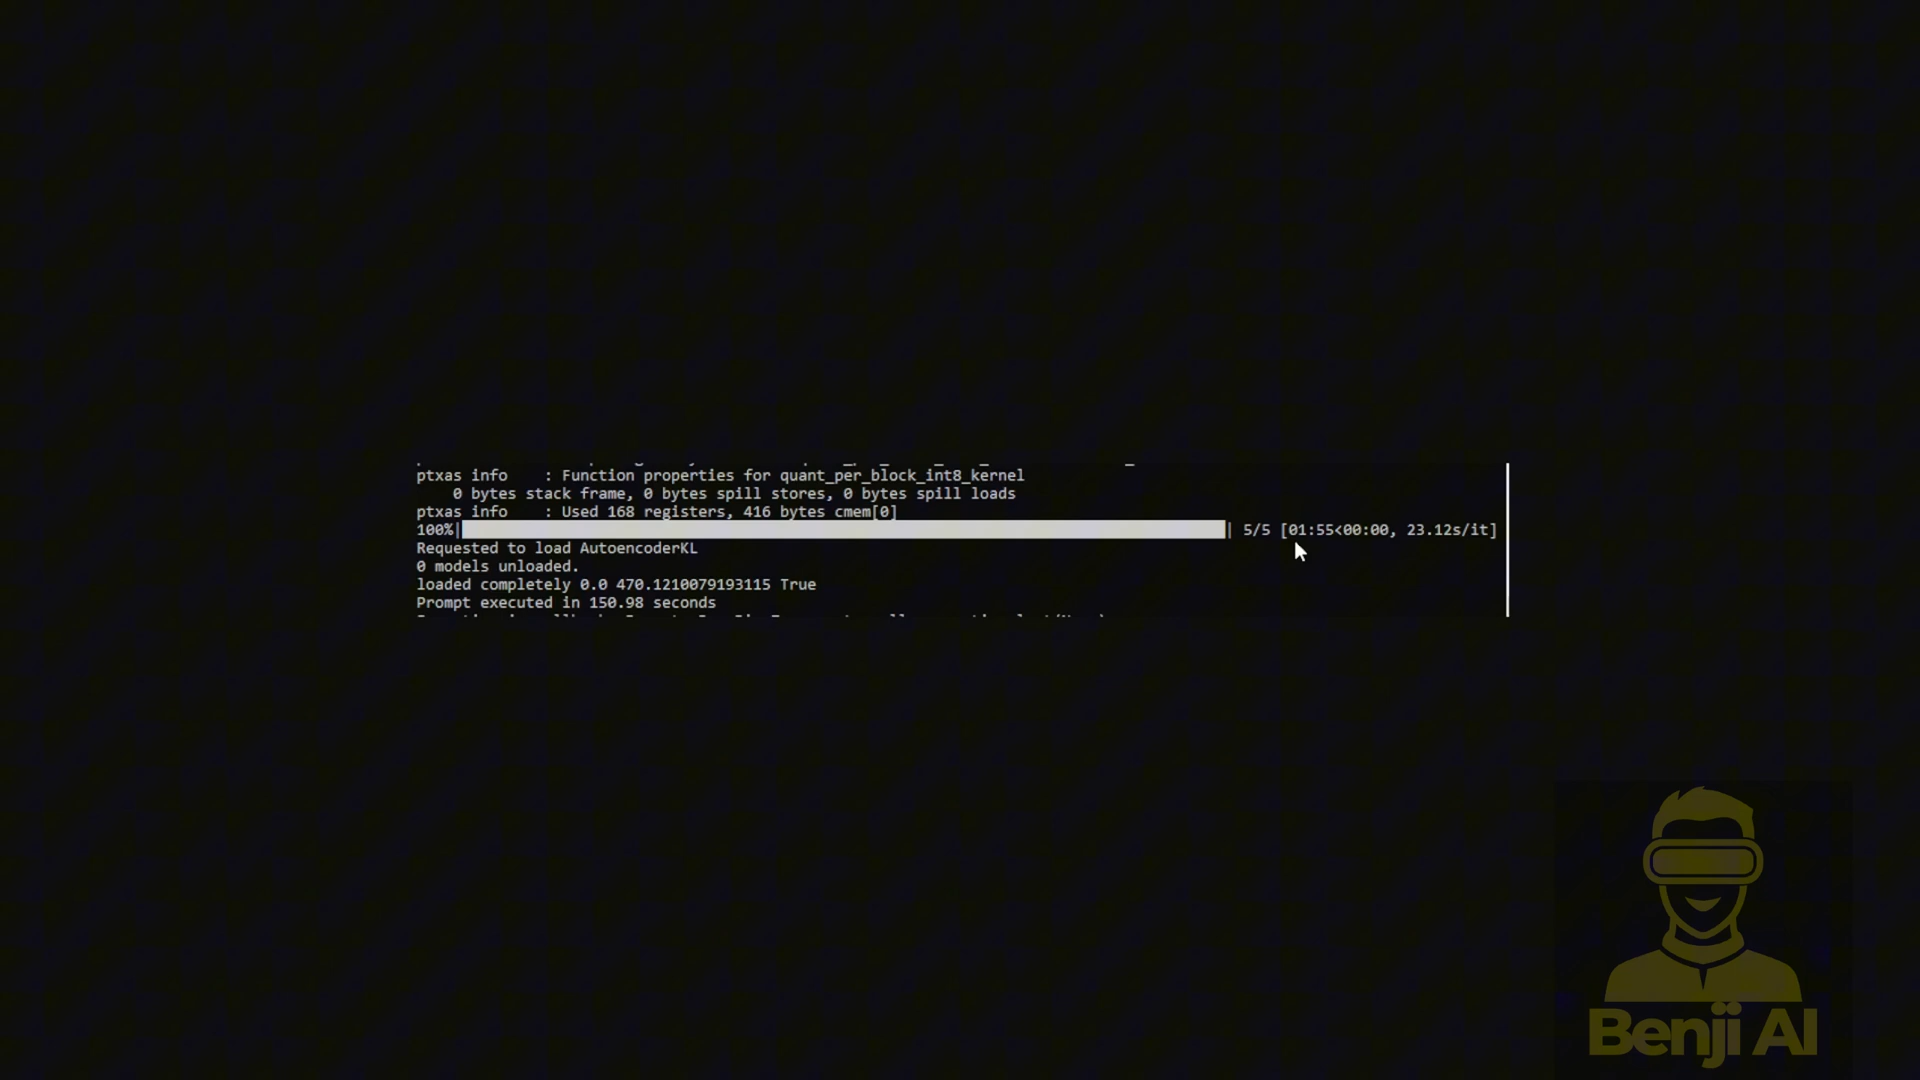 ptxas info    : Function properties for quant_per_block_int8_kernel
    0 bytes stack frame, 0 bytes spill stores, 0 bytes spill loads
ptxas info    : Used 168 registers, 416 bytes cmem[0]
100%| | 5/5 [01:55<00:00, 23.12s/it]
Requested to load AutoencoderKL
0 models unloaded.
loaded completely 0.0 470.1210079193115 True
Prompt executed in 150.98 seconds
Benji AI